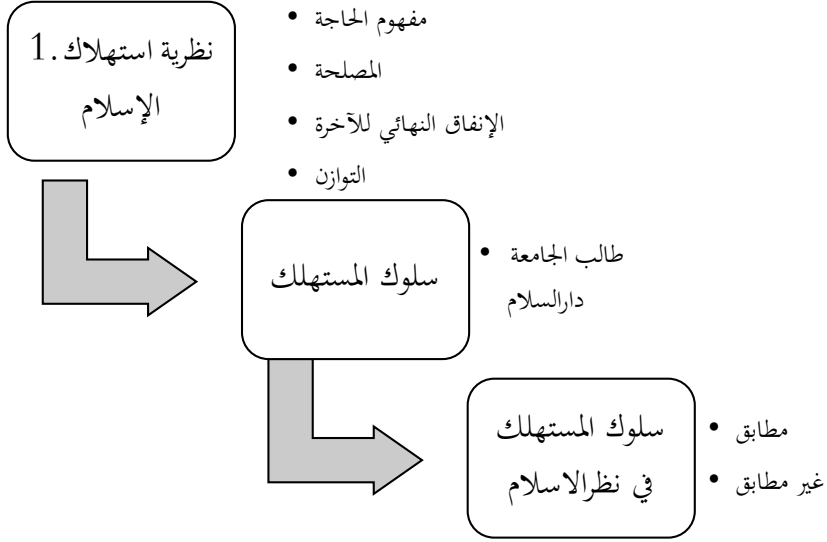 1. نظرية استهلاك
الإسلام
• مفهوم الحاجة
• المصلحة
• الإنفاق النهائي للآخرة
• التوازن
سلوك المستهلك
• طالب الجامعة
دارالسلام
سلوك المستهلك
في نظرالاسلام
• مطابق
• غير مطابق